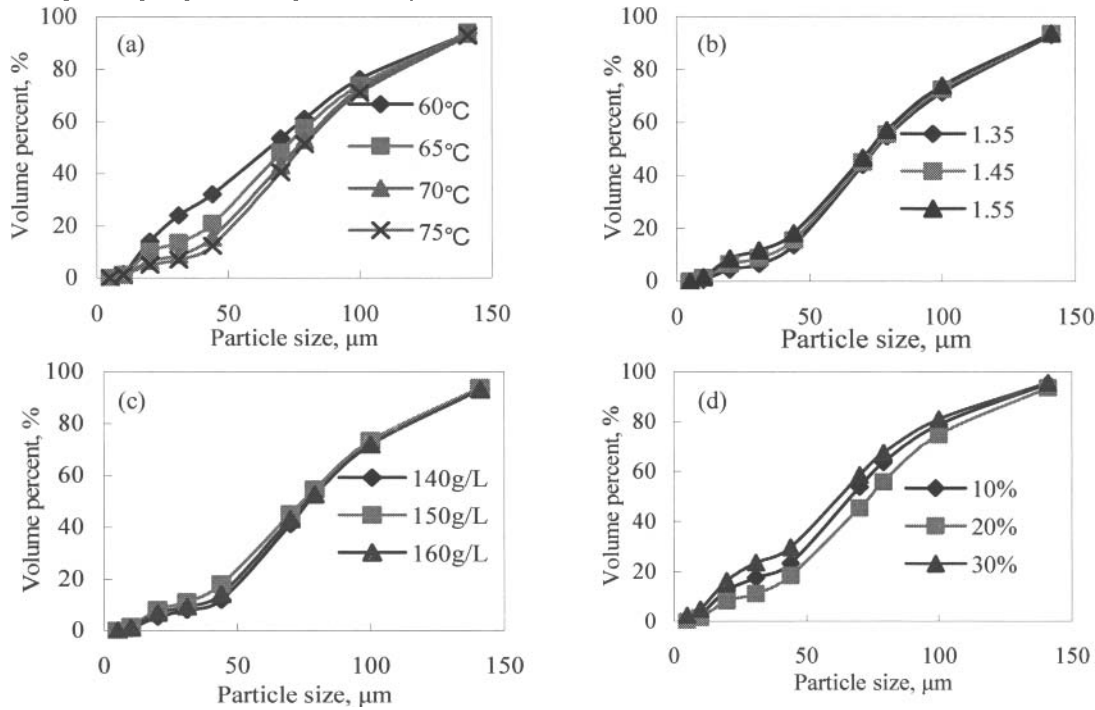 (a)
Volume percent, %
100
80
60
40
20
0
60°C
65°C
70°C
75°C
0 50 100 150
Particle size, μm
(b)
Volume percent, %
100
80
60
40
20
0
1.35
1.45
1.55
0 50 100 150
Particle size, μm
(c)
Volume percent, %
100
80
60
40
20
0
140g/L
150g/L
160g/L
0 50 100 150
Particle size, μm
(d)
Volume percent, %
100
80
60
40
20
0
10%
20%
30%
0 50 100 150
Particle size, μm